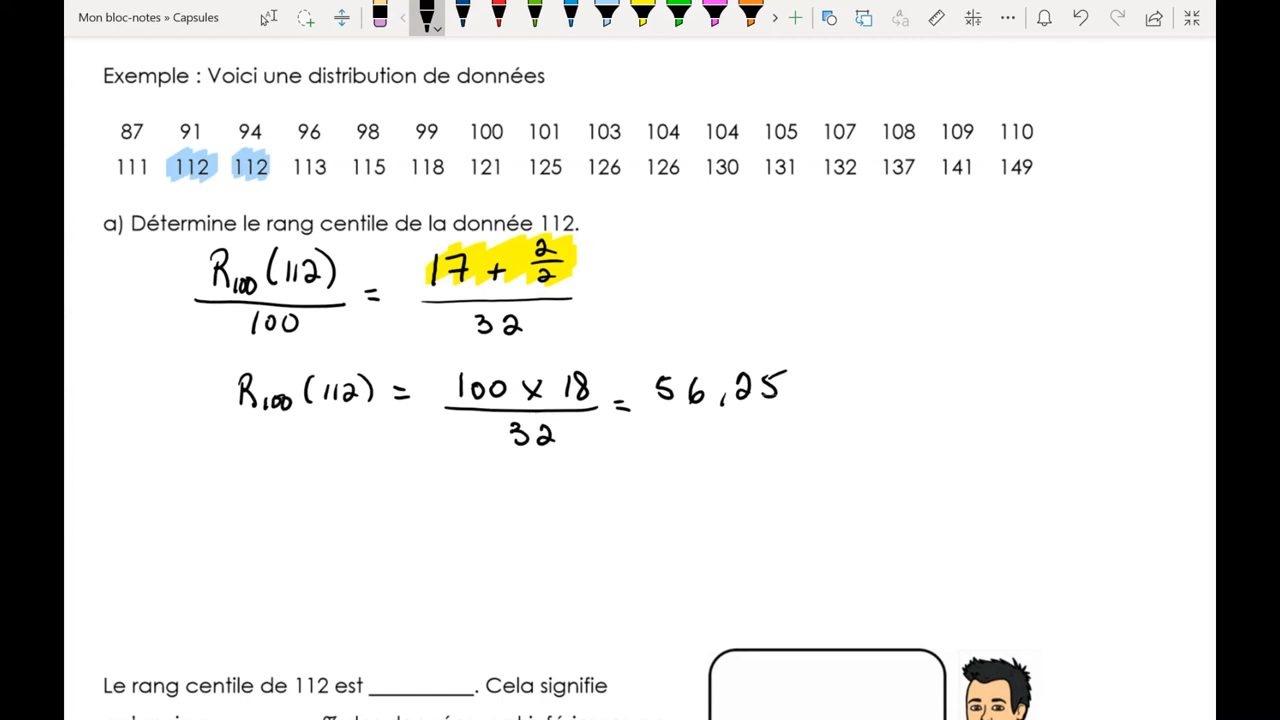 Mon bloc-notes » Capsules
Exemple : Voici une distribution de données
87 91 94 96 98 99 100 101 103 104 104 105 107 108 109 110
111 112 112 113 115 118 121 125 126 126 130 131 132 137 141 149
a) Détermine le rang centile de la donnée 112.
R100(112)/100 = (17 + 2/2)/32
R100(112) = (100 x 18)/32 = 56,25
Le rang centile de 112 est __________. Cela signifie